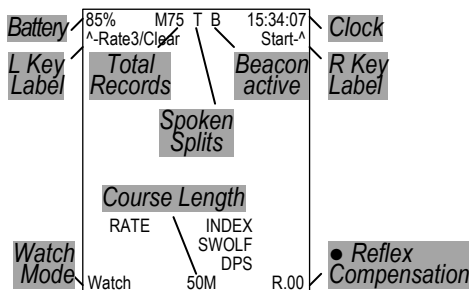 Battery 85% M75 T B 15:34:07 Clock
^-Rate3/Clear Start-^
L Key Label
Total Records
Beacon active
R Key Label
Spoken Splits
Course Length
RATE INDEX
SWOLF
DPS
Watch Mode
● Reflex Compensation
Watch 50M R.00